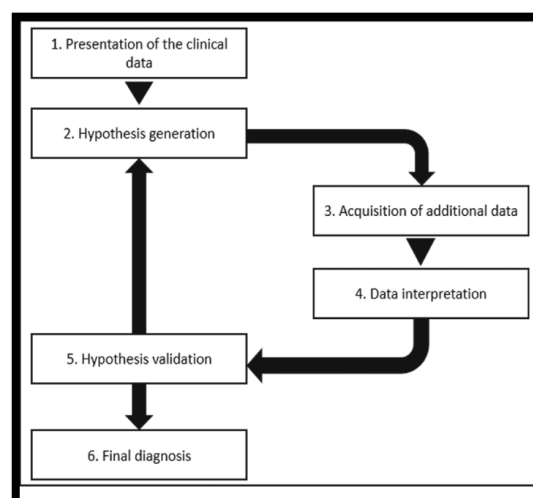 1. Presentation of the clinical
data
2. Hypothesis generation
3. Acquisition of additional data
4. Data interpretation
5. Hypothesis validation
6. Final diagnosis